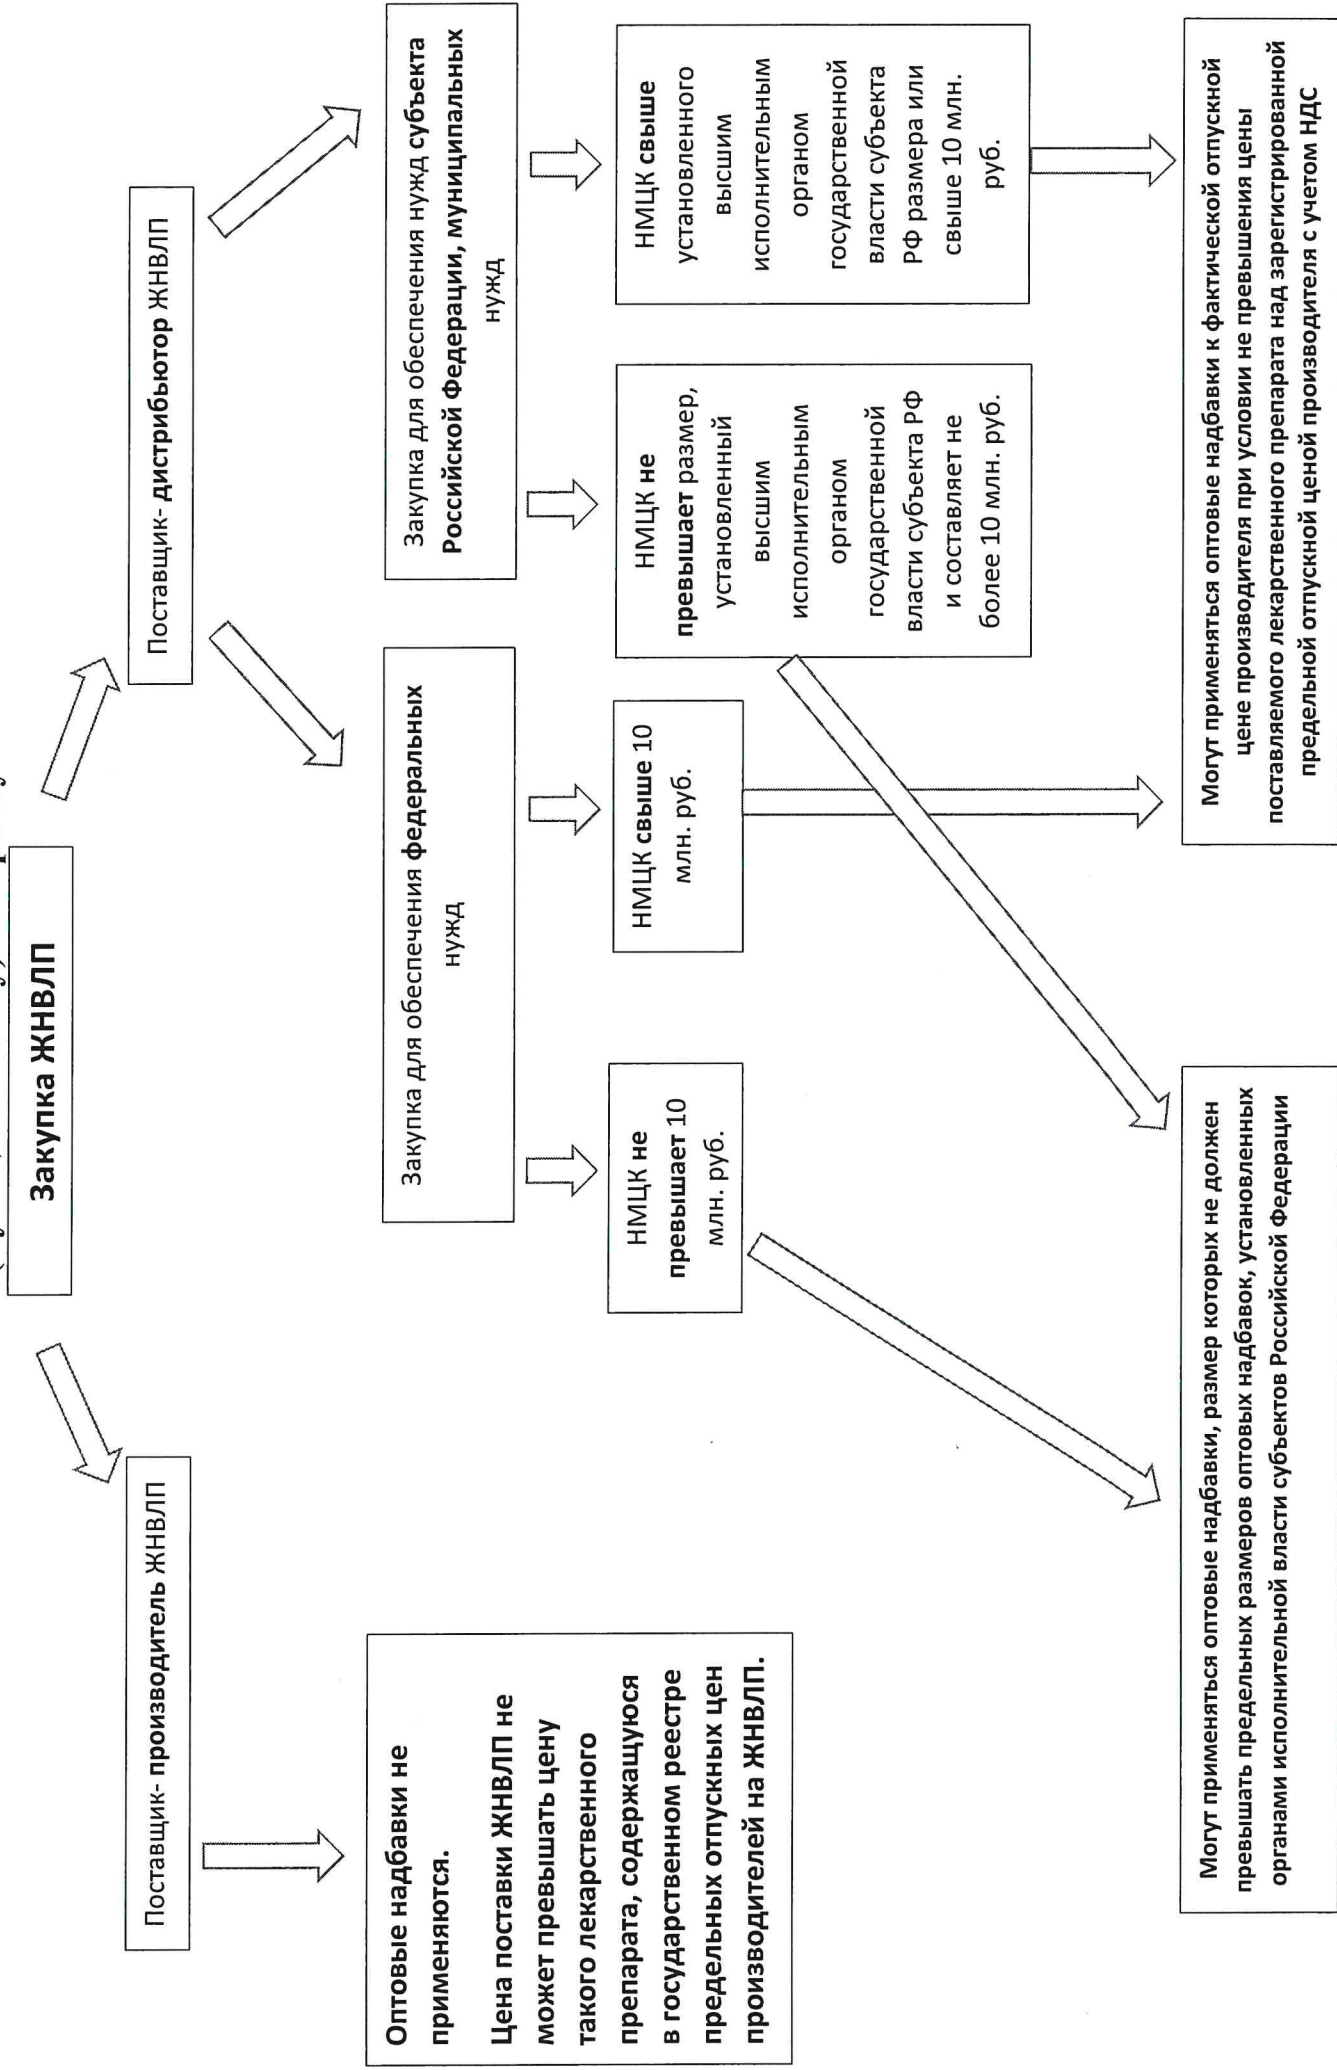 Закупка ЖНВЛП
Поставщик- производитель ЖНВЛП
Поставщик- дистрибьютор ЖНВЛП
Оптовые надбавки не
применяются.
Цена поставки ЖНВЛП не
может превышать цену
такого лекарственного
препарата, содержащуюся
в государственном реестре
предельных отпускных цен
производителей на ЖНВЛП.
Закупка для обеспечения федеральных
нужд
Закупка для обеспечения нужд субъекта
Российской Федерации, муниципальных
нужд
НМЦК не
превышает 10
млн. руб.
НМЦК свыше 10
млн. руб.
НМЦК не
превышает размер,
установленный
высшим
исполнительным
органом
государственной
власти субъекта РФ
и составляет не
более 10 млн. руб.
НМЦК свыше
установленного
высшим
исполнительным
органом
государственной
власти субъекта
РФ размера или
свыше 10 млн.
руб.
Могут применяться оптовые надбавки, размер которых не должен
превышать предельных размеров оптовых надбавок, установленных
органами исполнительной власти субъектов Российской Федерации
Могут применяться оптовые надбавки к фактической отпускной
цене производителя при условии не превышения цены
поставляемого лекарственного препарата над зарегистрированной
предельной отпускной ценой производителя с учетом НДС